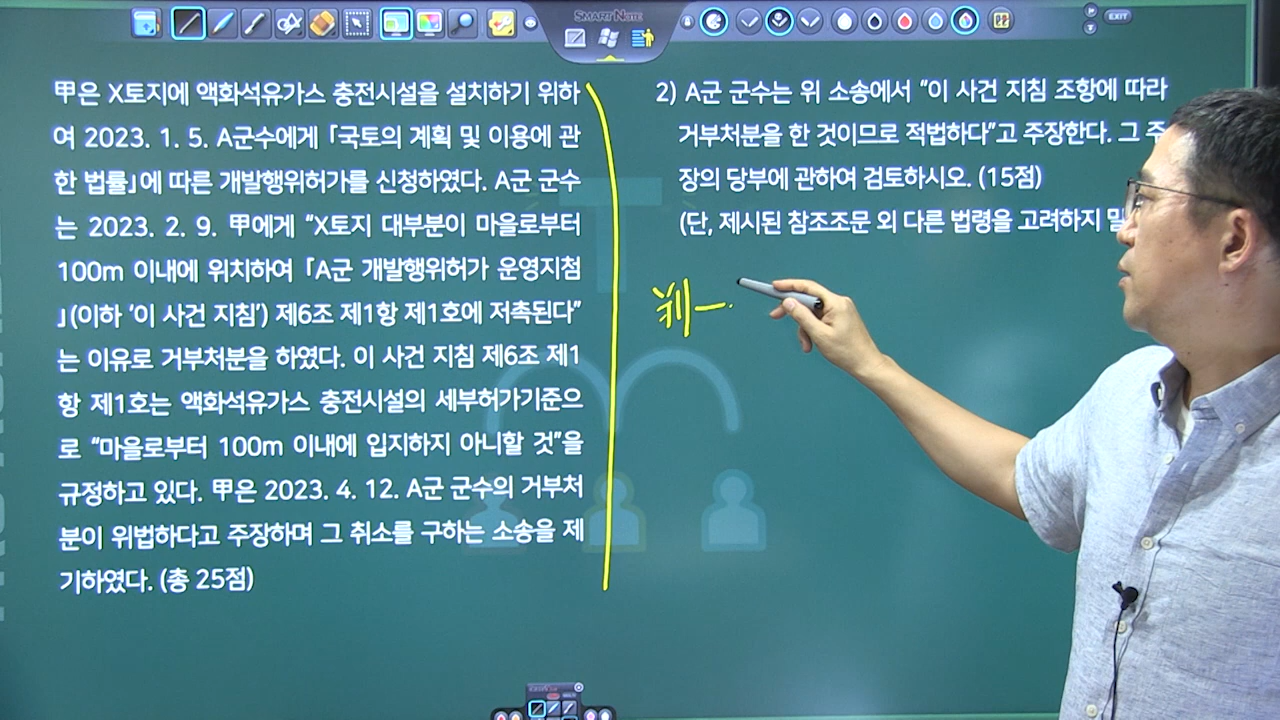 SMART NOTE
EXIT
甲은 X토지에 액화석유가스 충전시설을 설치하기 위하
여 2023. 1. 5. A군수에게 「국토의 계획 및 이용에 관
한 법률」에 따른 개발행위허가를 신청하였다. A군 군수
는 2023. 2. 9. 甲에게 “X토지 대부분이 마을로부터
100m 이내에 위치하여 「A군 개발행위허가 운영지침
」(이하 ‘이 사건 지침’) 제6조 제1항 제1호에 저촉된다”
는 이유로 거부처분을 하였다. 이 사건 지침 제6조 제1
항 제1호는 액화석유가스 충전시설의 세부허가기준으
로 “마을로부터 100m 이내에 입지하지 아니할 것”을
규정하고 있다. 甲은 2023. 4. 12. A군 군수의 거부처
분이 위법하다고 주장하며 그 취소를 구하는 소송을 제
기하였다. (총 25점)
2) A군 군수는 위 소송에서 “이 사건 지침 조항에 따라
거부처분을 한 것이므로 적법하다”고 주장한다. 그 주
장의 당부에 관하여 검토하시오. (15점)
(단, 제시된 참조조문 외 다른 법령을 고려하지